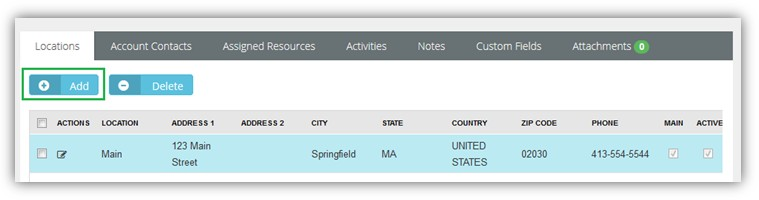 Locations Account Contacts Assigned Resources Activities Notes Custom Fields Attachments 0
Add Delete
ACTIONS LOCATION ADDRESS 1 ADDRESS 2 CITY STATE COUNTRY ZIP CODE PHONE MAIN ACTIVE
Main 123 Main Street Springfield MA UNITED STATES 02030 413-554-5544